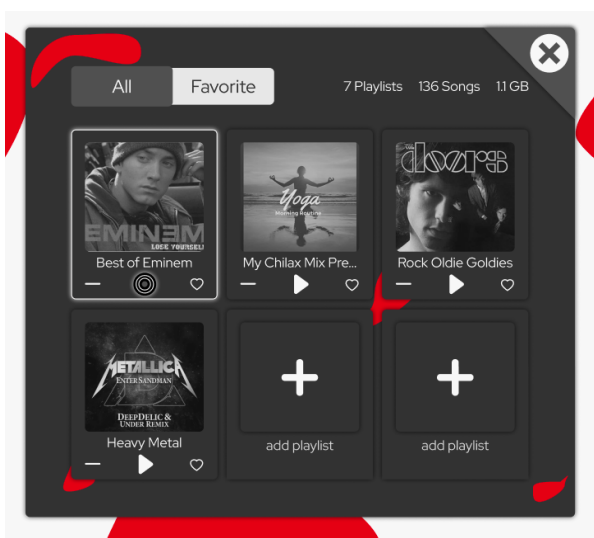 All
Favorite
7 Playlists
136 Songs
1.1 GB
EMINEM
LOSE YOURSELF
Best of Eminem
Yoga
Morning Routine
My Chilax Mix Pre...
THE
doors
Rock Oldie Goldies
METALLICA
ENTER SANDMAN
DEEPDELIC &
UNDER REMIX
Heavy Metal
add playlist
add playlist